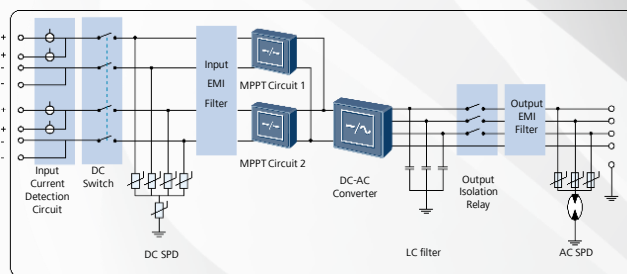 +
+
-
-
+
+
-
-
Input
Current
Detection
Circuit
DC
Switch
DC SPD
Input
EMI
Filter
MPPT Circuit 1
MPPT Circuit 2
DC-AC
Converter
LC filter
Output
Isolation
Relay
Output
EMI
Filter
AC SPD